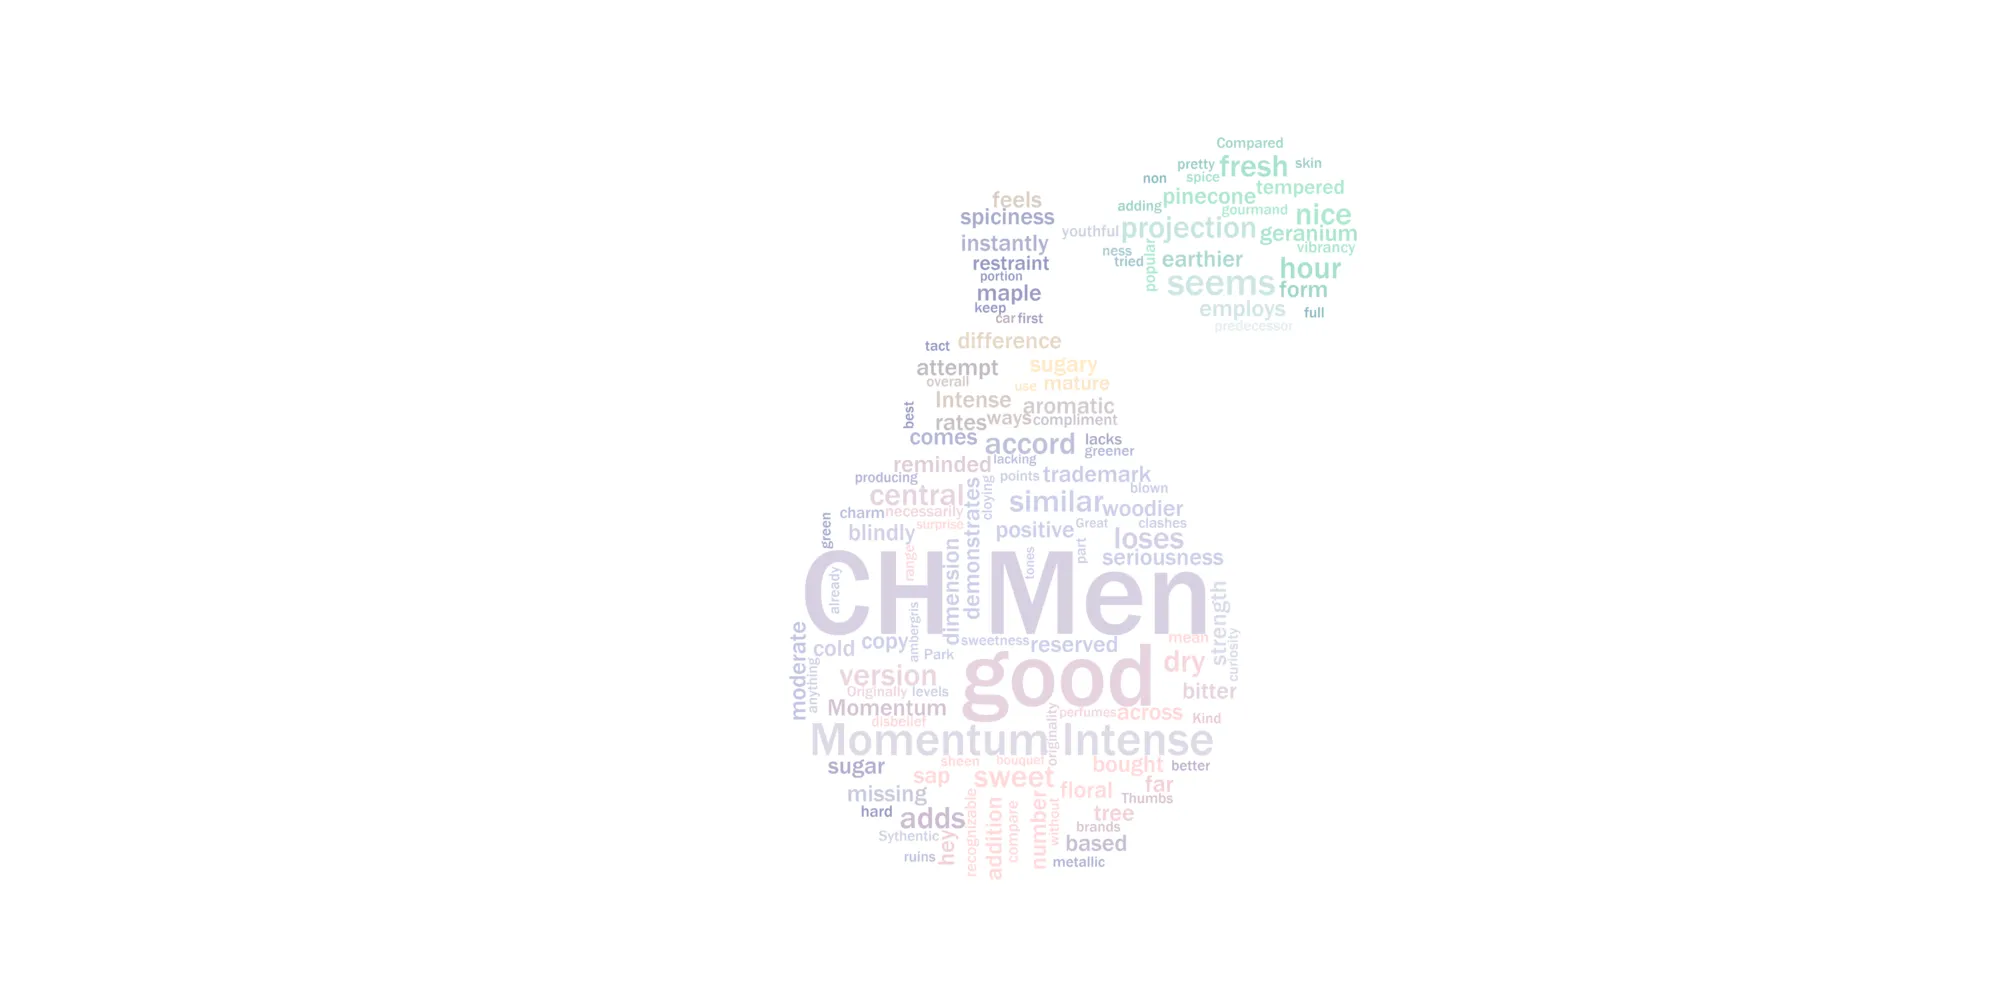 Compared
pretty fresh skin
non spice tempered
pinecone
adding gourmand nice
feels
spiciness youthful projection geranium
vibrancy
instantly ness
tried popular earthier
restraint hour
portion seems form
maple
keep employs full
car first predecessor
tact difference
attempt sugary
overall use mature
Intense aromatic
best rates ways compliment
comes accord lacks
greener
reminded lacking
producing points trademark
central demonstrates cloying similar blown
woodier
charm necessarily
green blindly surprise positive Great clashes
loses
range dimension tones part seriousness
CH Men
already ambergris strength
moderate cold copy sweetness reserved mean
Park good curiosity
anything version dry
Originally levels bitter
Momentum originality perfumes across Kind
disbelief
Momentum Intense
sugar sheen bouquet bought better
sap sweet far
missing floral Thumbs
hard adds tree
recognizable addition compare number without brands
Sythentic hey based
ruins metallic